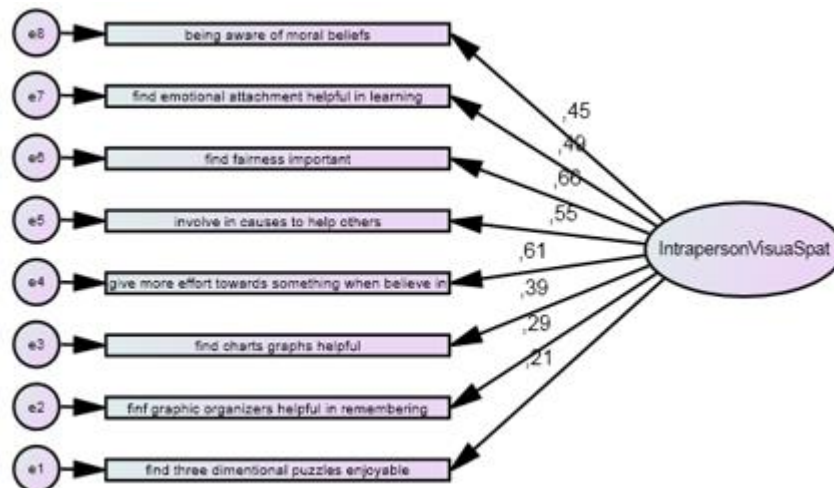 e8
being aware of moral beliefs
,45
e7
find emotional attachment helpful in learning
,49
e6
find fairness important
,66
e5
involve in causes to help others
,55
IntrapersonVisuaSpat
e4
give more effort towards something when believe in
,61
e3
find charts graphs helpful
,39
e2
finf graphic organizers helpful in remembering
,29
e1
find three dimentional puzzles enjoyable
,21